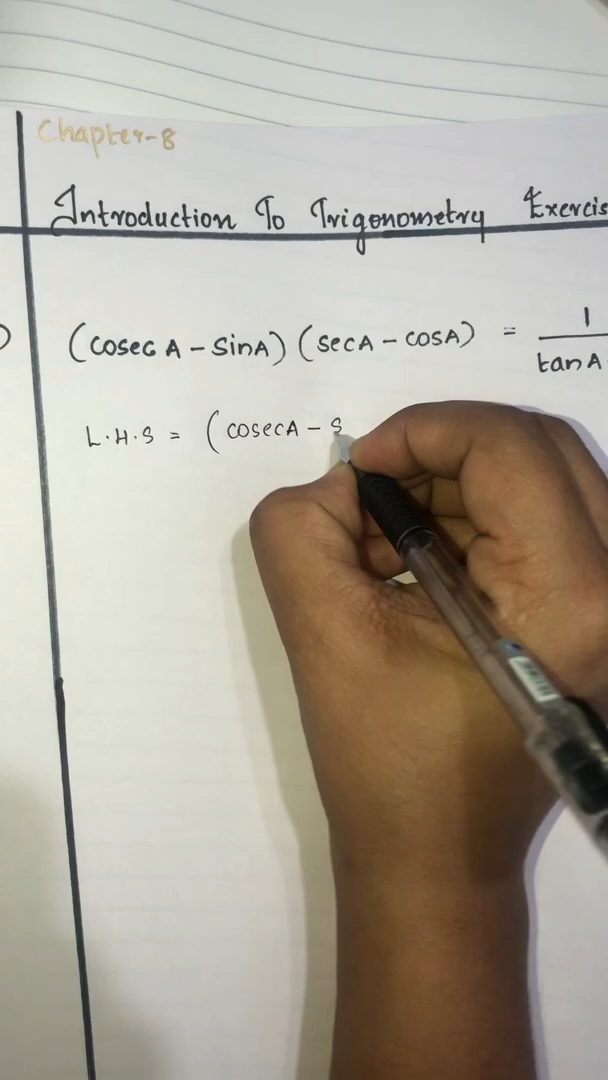 Chapter-8
Introduction To Trigonometry Exercis
(cosec A - sinA) (secA - cosA) = 1/tanA
L.H.S = (cosecA - S